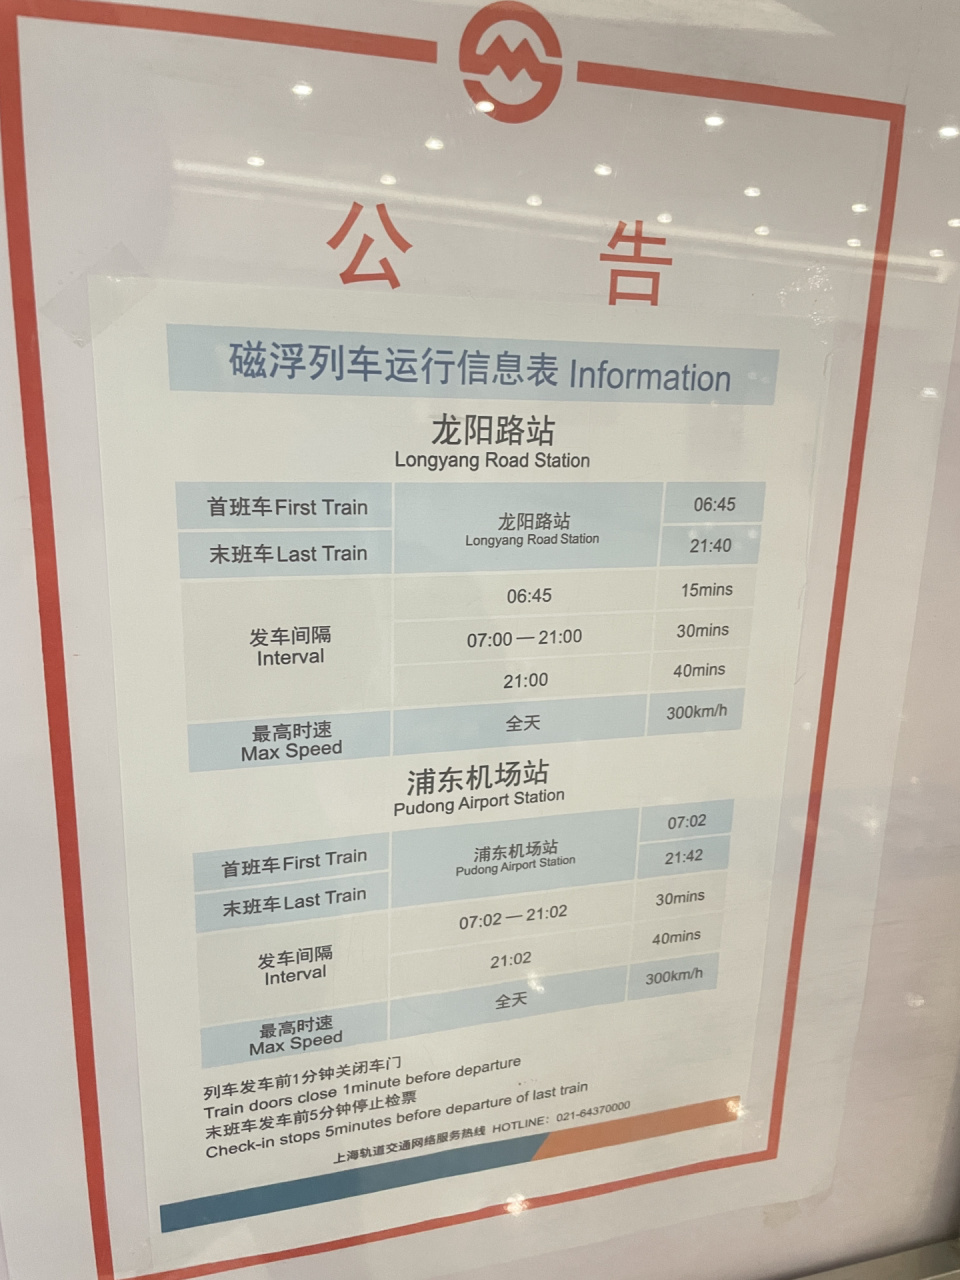 公 告
磁浮列车运行信息表 Information
龙阳路站
Longyang Road Station
首班车First Train 龙阳路站 Longyang Road Station 06:45
末班车Last Train 21:40
发车间隔 Interval 06:45 15mins
07:00 — 21:00 30mins
21:00 40mins
最高时速 Max Speed 全天 300km/h
浦东机场站
Pudong Airport Station
首班车First Train 浦东机场站 Pudong Airport Station 07:02
末班车Last Train 21:42
发车间隔 Interval 07:02 — 21:02 30mins
21:02 40mins
最高时速 Max Speed 全天 300km/h
列车发车前1分钟关闭车门
Train doors close 1minute before departure
末班车发车前5分钟停止检票
Check-in stops 5minutes before departure of last train
上海轨道交通网络服务热线 HOTLINE: 021-64370000